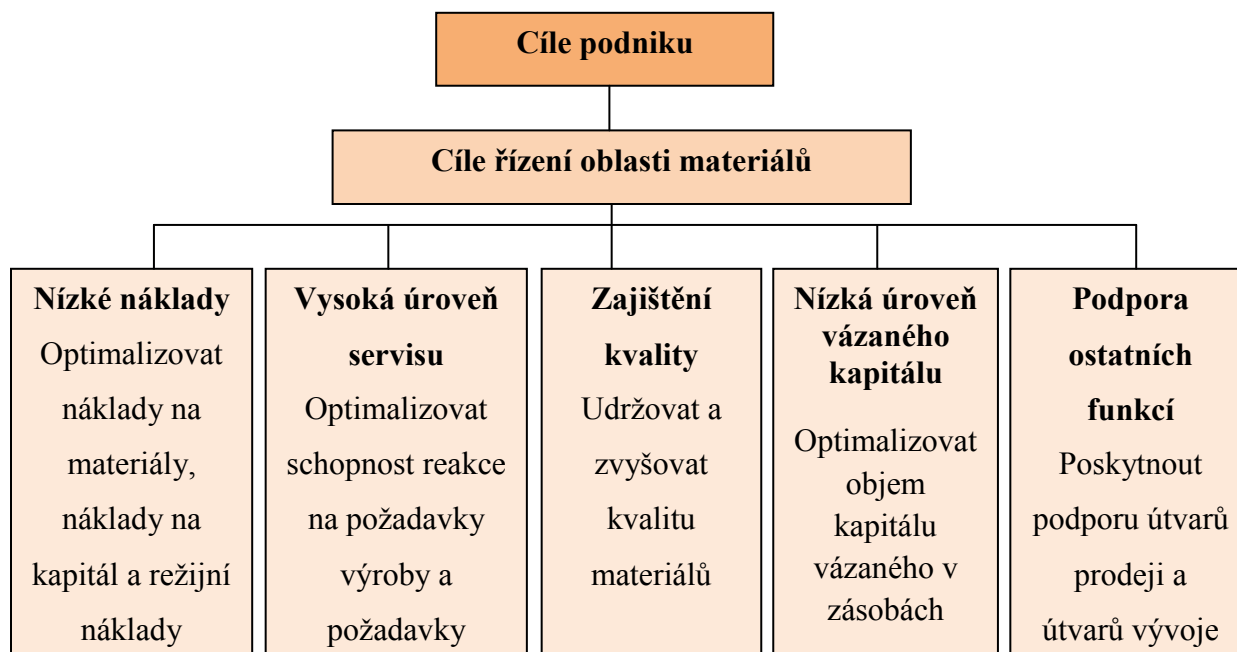 Cíle podniku
Cíle řízení oblasti materiálů
Nízké náklady
Optimalizovat
náklady na
materiály,
náklady na
kapitál a režijní
náklady
Vysoká úroveň
servisu
Optimalizovat
schopnost reakce
na požadavky
výroby a
požadavky
Zajištění
kvality
Udržovat a
zvyšovat
kvalitu
materiálů
Nízká úroveň
vázaného
kapitálu
Optimalizovat
objem
kapitálu
vázaného v
zásobách
Podpora
ostatních
funkcí
Poskytnout
podporu útvarů
prodeji a
útvarů vývoje